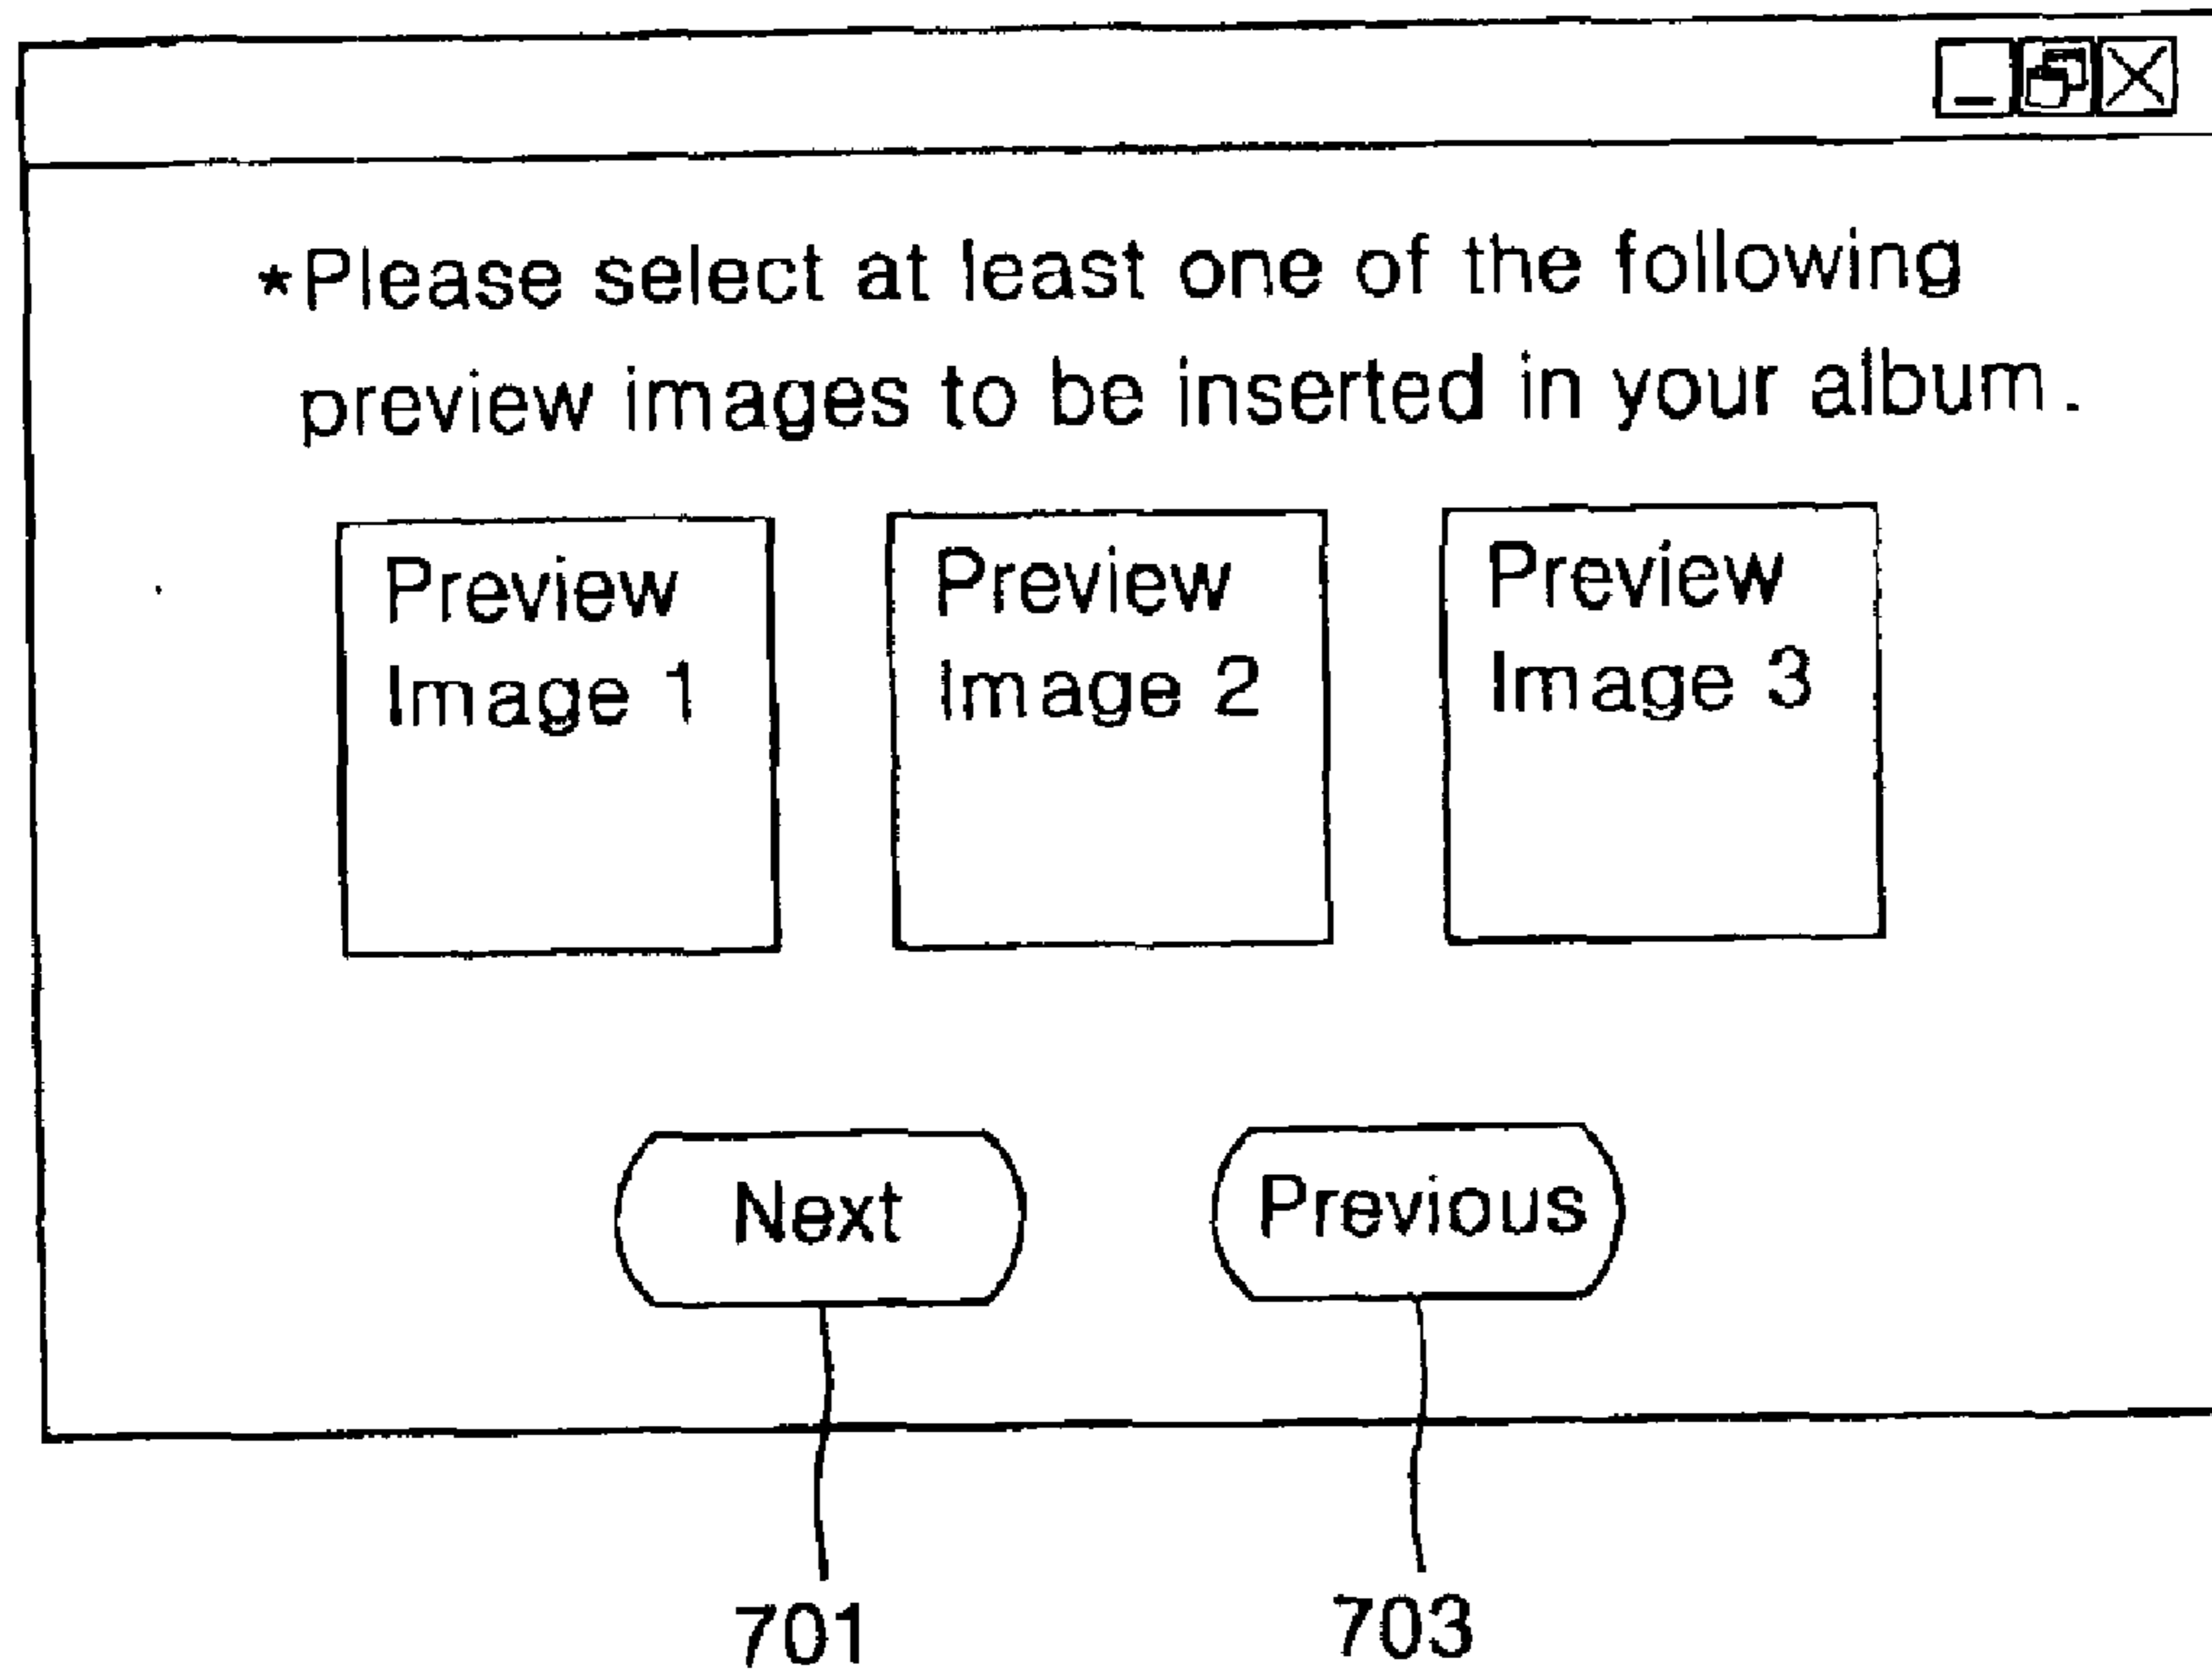 *Please select at least one of the following
preview images to be inserted in your album.
Preview
Image 1
Preview
Image 2
Preview
Image 3
Next
Previous
701
703